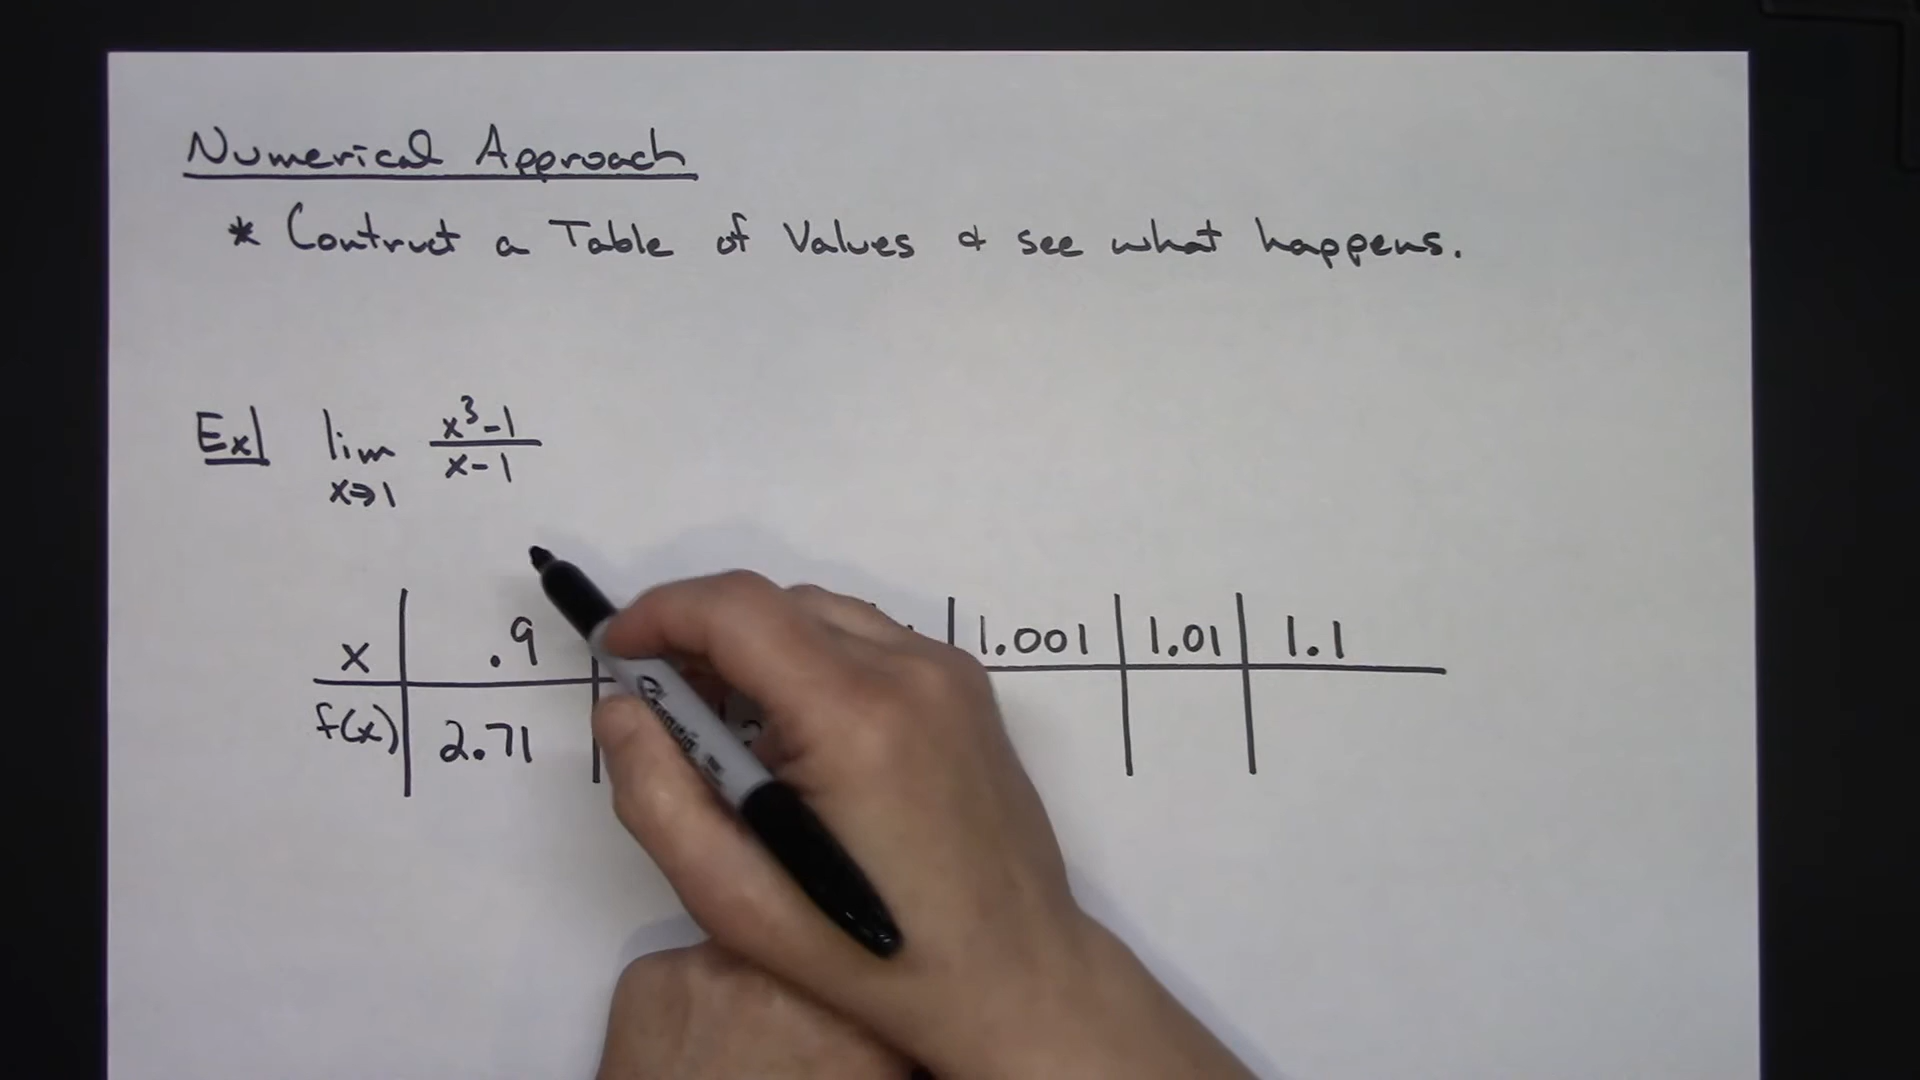 Numerical Approach
* Contruct a Table of Values & see what happens.
Ex| lim x→1 x³-1 / x-1
x | .9 | 1.001 | 1.01 | 1.1
f(x) | 2.71